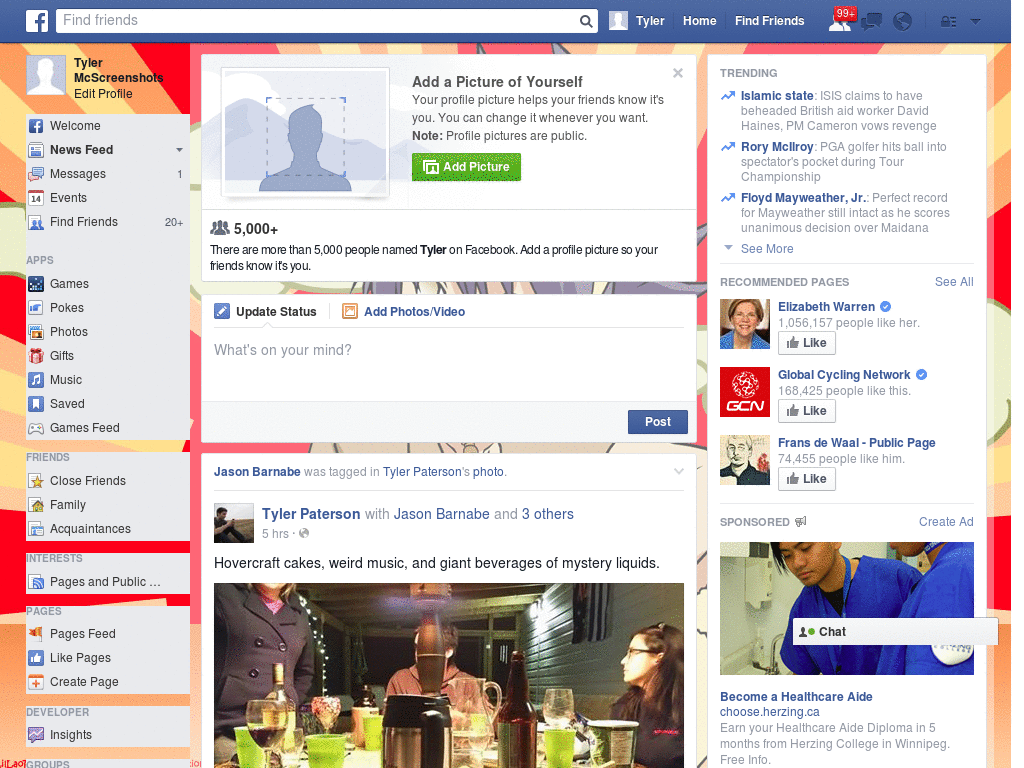 Find friends
Tyler
Home
Find Friends
99+
Tyler
McScreenshots
Edit Profile
Welcome
News Feed
Messages 1
14 Events
Find Friends 20+
APPS
Games
Pokes
Photos
Gifts
Music
Saved
Games Feed
FRIENDS
Close Friends
Family
Acquaintances
INTERESTS
Pages and Public ...
PAGES
Pages Feed
Like Pages
Create Page
DEVELOPER
Insights
GROUPS
Add a Picture of Yourself
Your profile picture helps your friends know it's
you. You can change it whenever you want.
Note: Profile pictures are public.
Add Picture
5,000+
There are more than 5,000 people named Tyler on Facebook. Add a profile picture so your
friends know it's you.
Update Status
Add Photos/Video
What's on your mind?
Post
Jason Barnabe was tagged in Tyler Paterson's photo.
Tyler Paterson with Jason Barnabe and 3 others
5 hrs ·
Hovercraft cakes, weird music, and giant beverages of mystery liquids.
TRENDING
Islamic state: ISIS claims to have
beheaded British aid worker David
Haines, PM Cameron vows revenge
Rory McIlroy: PGA golfer hits ball into
spectator's pocket during Tour
Championship
Floyd Mayweather, Jr.: Perfect record
for Mayweather still intact as he scores
unanimous decision over Maidana
See More
RECOMMENDED PAGES
See All
Elizabeth Warren
1,056,157 people like her.
Like
Global Cycling Network
168,425 people like this.
GCN
Like
Frans de Waal - Public Page
74,455 people like him.
Like
SPONSORED
Create Ad
Chat
Become a Healthcare Aide
choose.herzing.ca
Earn your Healthcare Aide Diploma in 5
months from Herzing College in Winnipeg.
Free Info.